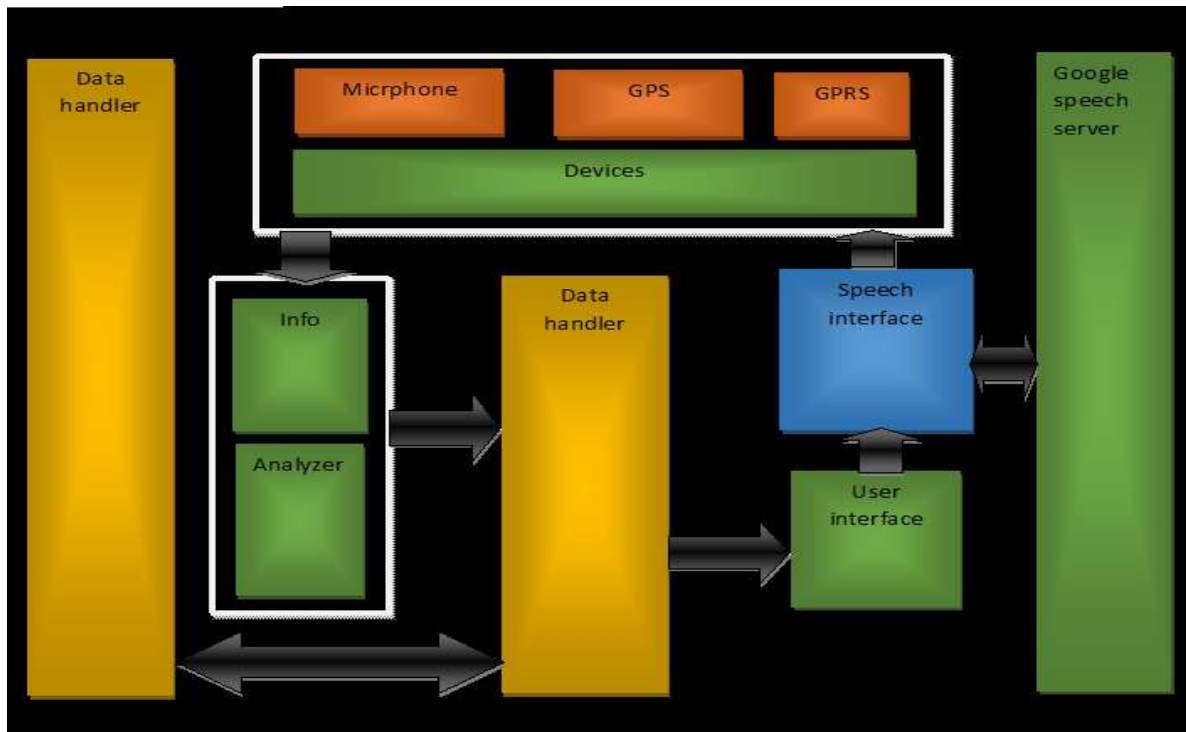 Data
handler
Micrphone
GPS
GPRS
Devices
Google
speech
server
Info
Analyzer
Data
handler
Speech
interface
User
interface